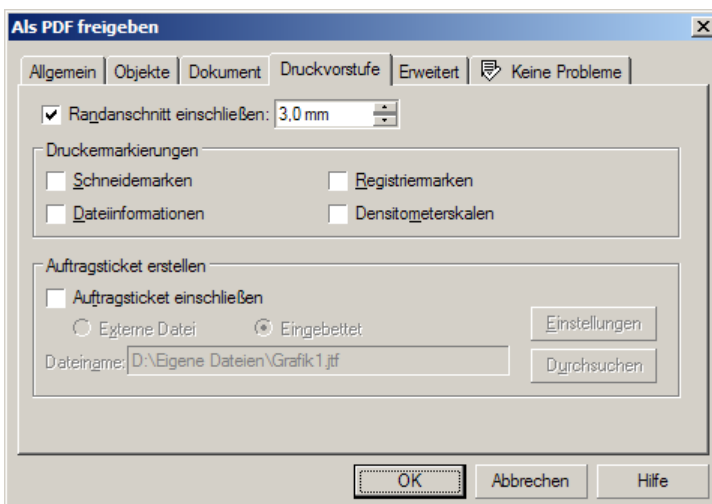 Als PDF freigeben
Allgemein Objekte Dokument Druckvorstufe Erweitert Keine Probleme
Randanschnitt einschließen: 3,0 mm
Druckermarkierungen
Schneidemarken Registriermarken
Dateiinformationen Densitometerskalen
Auftragsticket erstellen
Auftragsticket einschließen
Externe Datei Eingebettet Einstellungen
Dateiname: D:\Eigene Dateien\Grafik1.jtf Durchsuchen
OK Abbrechen Hilfe